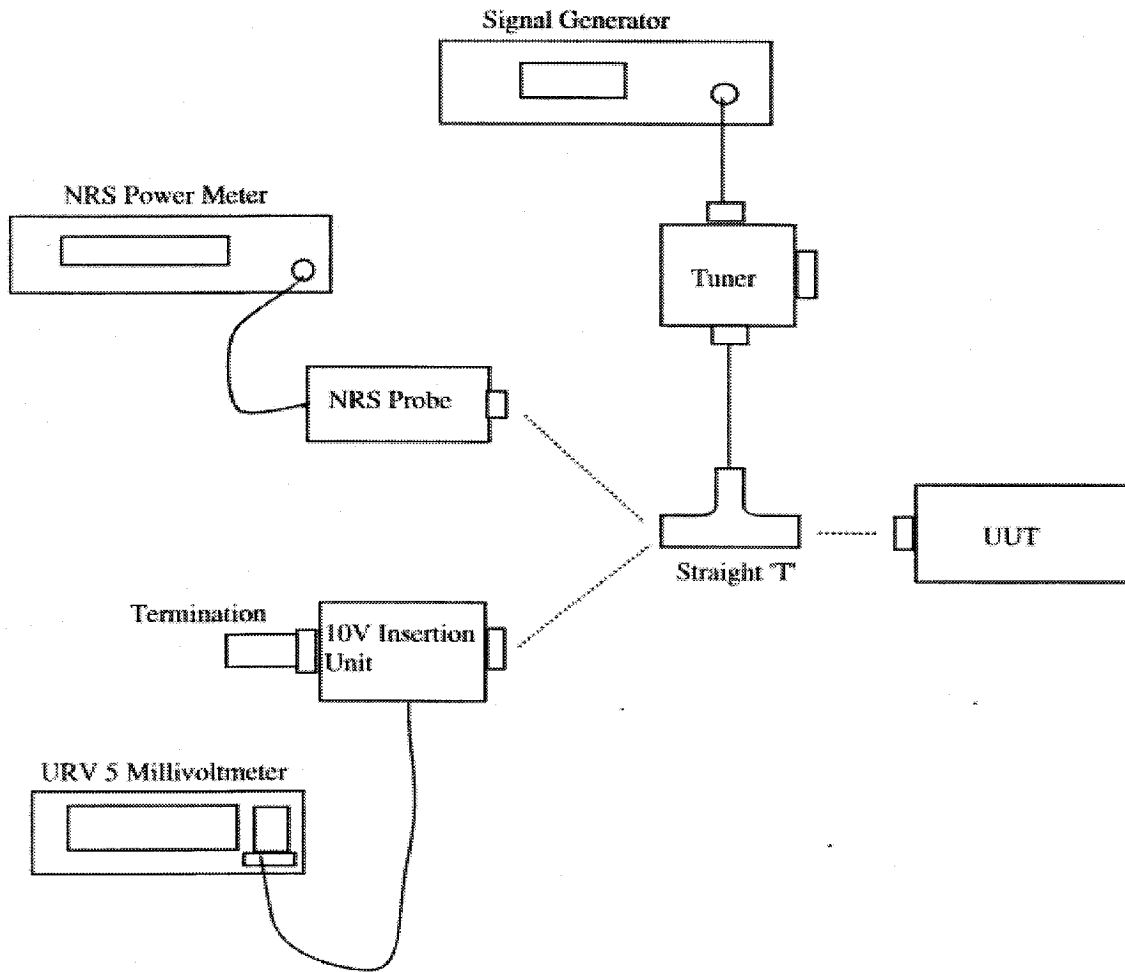 Signal Generator
NRS Power Meter
Tuner
NRS Probe
UUT
Straight 'T'
Termination
10V Insertion
Unit
URV 5 Millivoltmeter